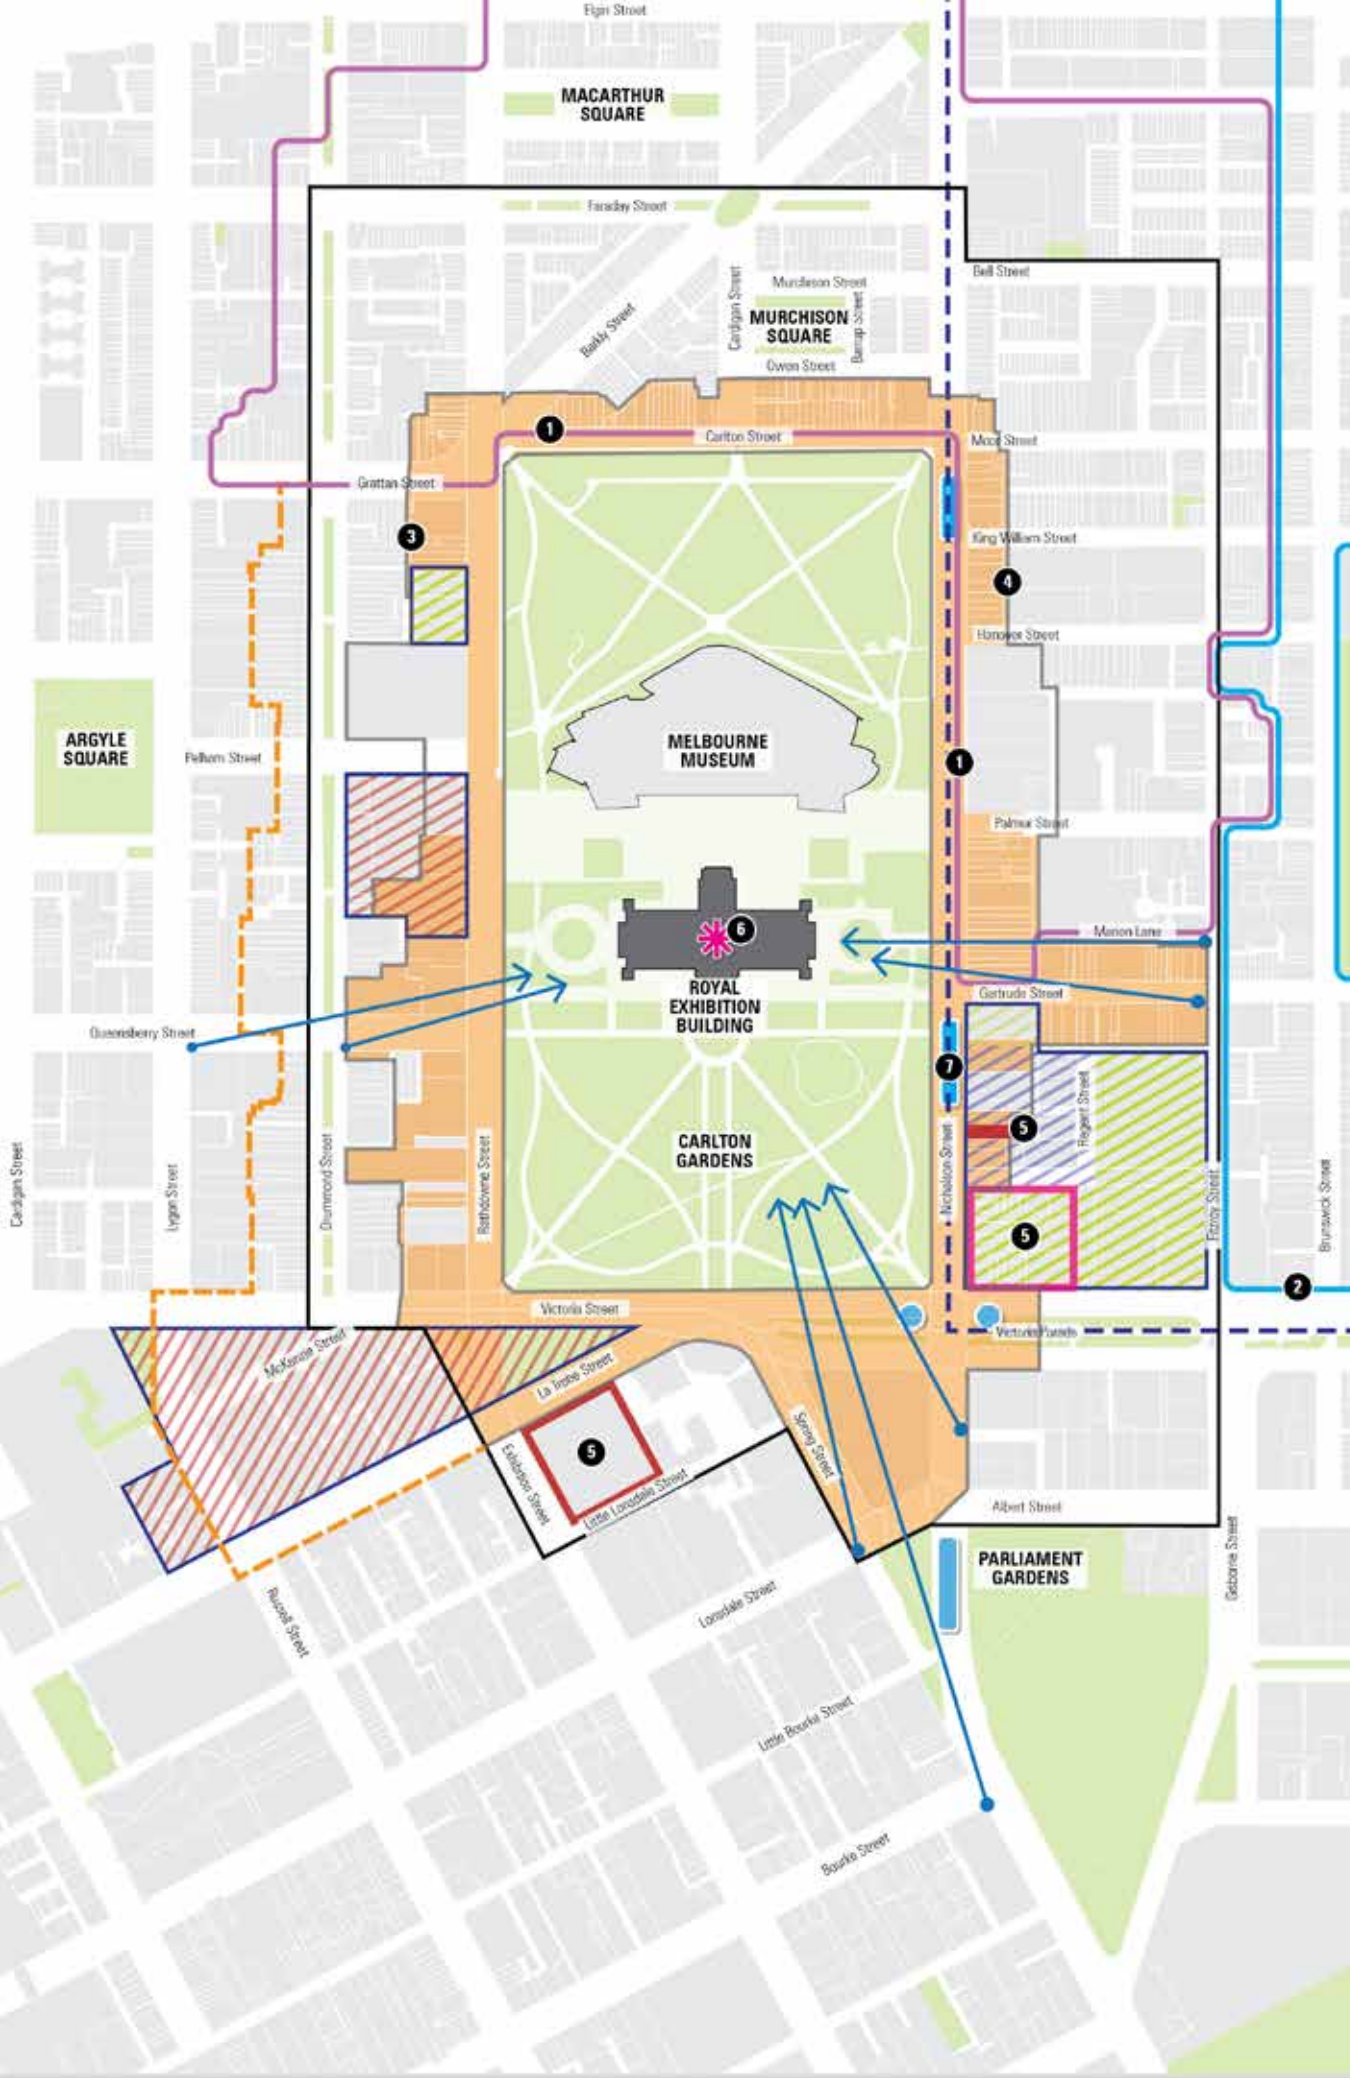 Elgin Street
MACARTHUR
SQUARE
Faraday Street
Bell Street
Murchison Street
Cardigan Street
MURCHISON
SQUARE
Barrup Street
Barkly Street
Owen Street
1
Carlton Street
Moor Street
Grattan Street
3
King William Street
4
Hanover Street
ARGYLE
SQUARE
Pelham Street
MELBOURNE
MUSEUM
1
Palmer Street
6
Marion Lane
ROYAL
EXHIBITION
BUILDING
Gertrude Street
Queensberry Street
7
Regent Street
5
CARLTON
GARDENS
Cardigan Street
Lygon Street
Drummond Street
Rathdowne Street
Nicholson Street
Fitzroy Street
Brunswick Street
5
2
Victoria Street
Victoria Parade
McKenzie Street
La Trobe Street
Spring Street
5
Exhibition Street
Little Lonsdale Street
Albert Street
PARLIAMENT
GARDENS
Gisborne Street
Russell Street
Lonsdale Street
Little Bourke Street
Bourke Street